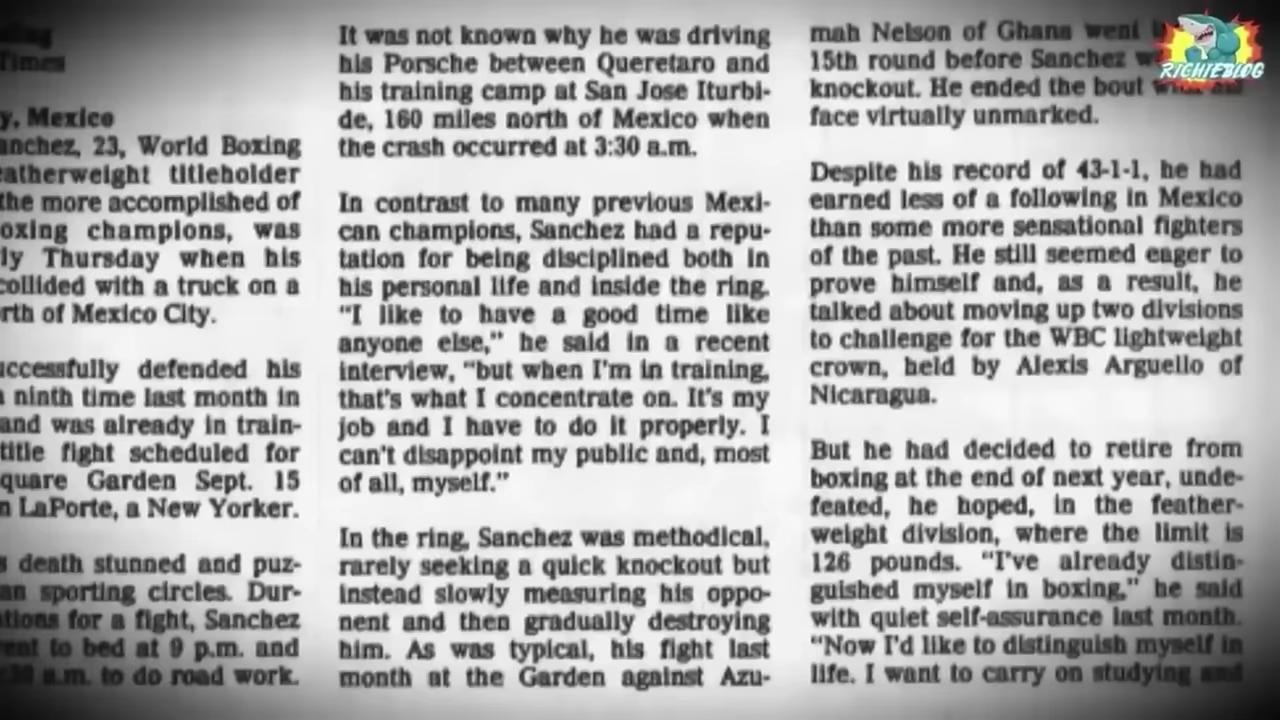 Times
y, Mexico
anchez, 23, World Boxing
eatherweight titleholder
the more accomplished of
oxing champions, was
ly Thursday when his
collided with a truck on a
rth of Mexico City.
uccessfully defended his
ninth time last month in
and was already in train-
title fight scheduled for
quare Garden Sept. 15
n LaPorte, a New Yorker.
s death stunned and puz-
an sporting circles. Dur-
ations for a fight, Sanchez
ent to bed at 9 p.m. and
a.m. to do road work.
It was not known why he was driving
his Porsche between Queretaro and
his training camp at San Jose Iturbi-
de, 160 miles north of Mexico when
the crash occurred at 3:30 a.m.
In contrast to many previous Mexi-
can champions, Sanchez had a repu-
tation for being disciplined both in
his personal life and inside the ring.
“I like to have a good time like
anyone else,” he said in a recent
interview, “but when I'm in training,
that's what I concentrate on. It's my
job and I have to do it properly. I
can't disappoint my public and, most
of all, myself.”
In the ring, Sanchez was methodical,
rarely seeking a quick knockout but
instead slowly measuring his oppo-
nent and then gradually destroying
him. As was typical, his fight last
month at the Garden against Azu-
mah Nelson of Ghana went
15th round before Sanchez
knockout. He ended the bout
face virtually unmarked.
Despite his record of 43-1-1, he had
earned less of a following in Mexico
than some more sensational fighters
of the past. He still seemed eager to
prove himself and, as a result, he
talked about moving up two divisions
to challenge for the WBC lightweight
crown, held by Alexis Arguello of
Nicaragua.
But he had decided to retire from
boxing at the end of next year, unde-
feated, he hoped, in the feather-
weight division, where the limit is
126 pounds. “I've already distin-
guished myself in boxing,” he said
with quiet self-assurance last month.
“Now I'd like to distinguish myself in
life. I want to carry on studying and
RICHIEBLOG